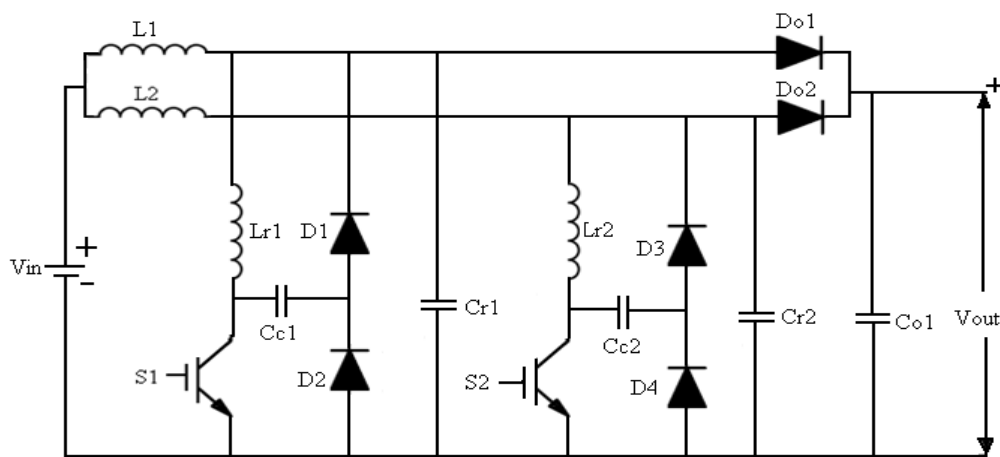 L1
Do1
L2
Do2
+
Lr1
D1
Lr2
D3
Vin
+
-
Cc1
Cr1
Cc2
Cr2
Co1
Vout
S1
D2
S2
D4